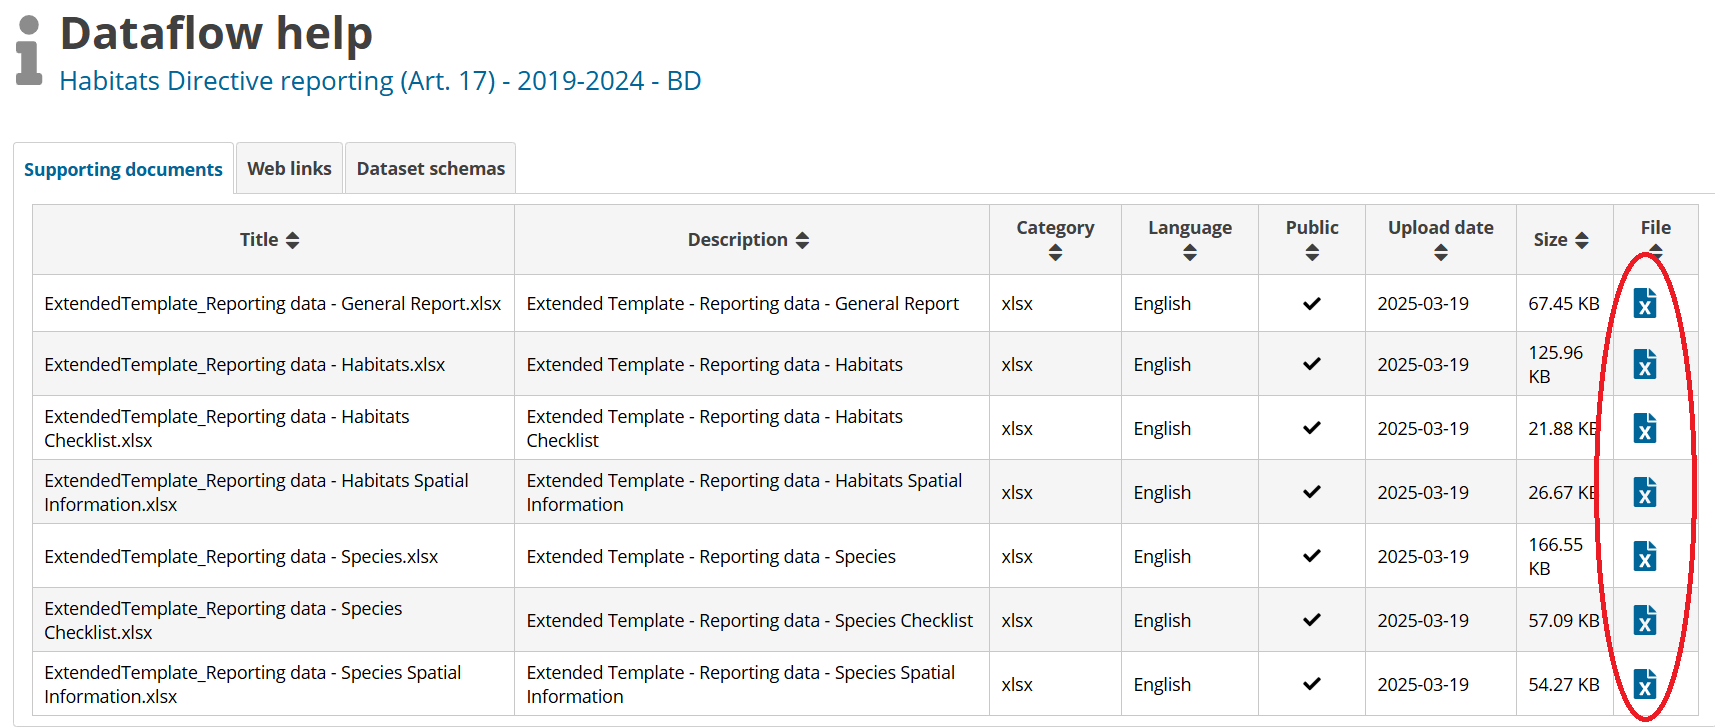 Dataflow help
Habitats Directive reporting (Art. 17) - 2019-2024 - BD
Supporting documents Web links Dataset schemas
Title Description Category Language Public Upload date Size File
ExtendedTemplate_Reporting data - General Report.xlsx Extended Template - Reporting data - General Report xlsx English 2025-03-19 67.45 KB
ExtendedTemplate_Reporting data - Habitats.xlsx Extended Template - Reporting data - Habitats xlsx English 2025-03-19 125.96
KB
ExtendedTemplate_Reporting data - Habitats Extended Template - Reporting data - Habitats
Checklist.xlsx Checklist xlsx English 2025-03-19 21.88 KB
ExtendedTemplate_Reporting data - Habitats Spatial Extended Template - Reporting data - Habitats Spatial
Information.xlsx Information xlsx English 2025-03-19 26.67 KB
ExtendedTemplate_Reporting data - Species.xlsx Extended Template - Reporting data - Species xlsx English 2025-03-19 166.55
KB
ExtendedTemplate_Reporting data - Species
Checklist.xlsx Extended Template - Reporting data - Species Checklist xlsx English 2025-03-19 57.09 KB
ExtendedTemplate_Reporting data - Species Spatial Extended Template - Reporting data - Species Spatial
Information.xlsx Information xlsx English 2025-03-19 54.27 KB